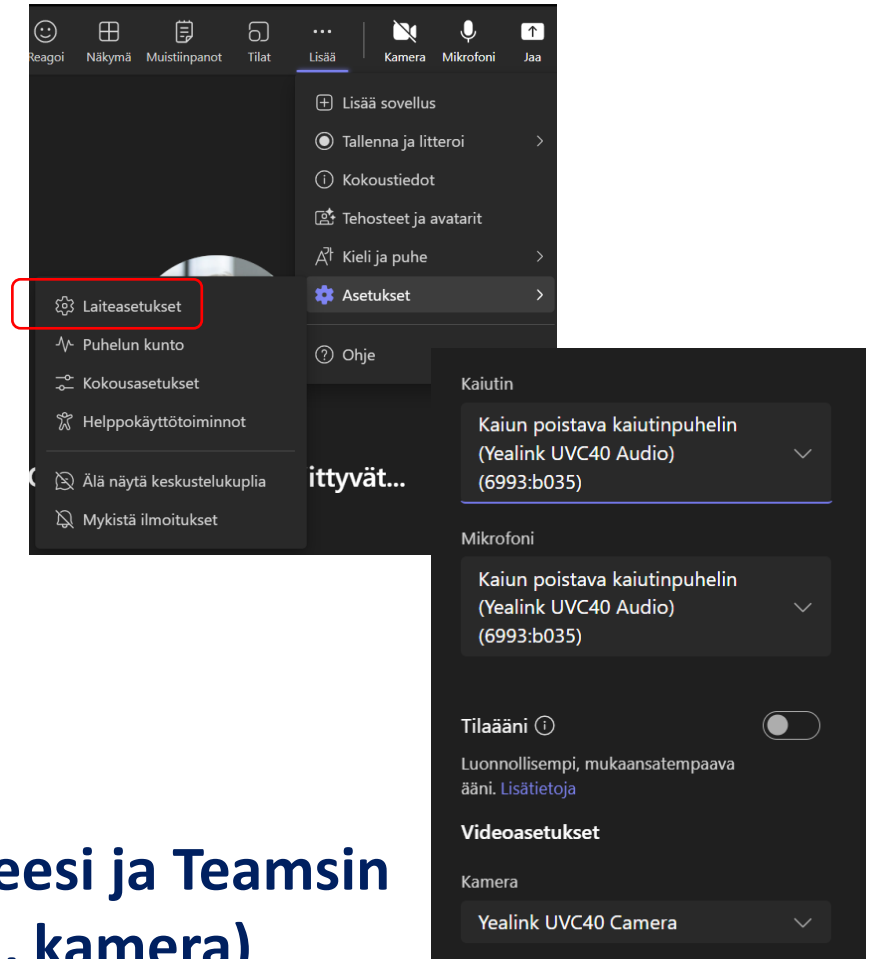 Reagoi Näkymä Muistiinpanot Tilat Lisää Kamera Mikrofoni Jaa
Lisää sovellus
Tallenna ja litteroi
Kokoustiedot
Tehosteet ja avatarit
Kieli ja puhe
Asetukset
Ohje
Laiteasetukset
Puhelun kunto
Kokousasetukset
Helppokäyttötoiminnot
Älä näytä keskustelukuplia
Mykistä ilmoitukset
ittyvät...
Kaiutin
Kaiun poistava kaiutinpuhelin
(Yealink UVC40 Audio)
(6993:b035)
Mikrofoni
Kaiun poistava kaiutinpuhelin
(Yealink UVC40 Audio)
(6993:b035)
Tilaääni
Luonnollisempi, mukaansatempaava
ääni. Lisätietoja
Videoasetukset
Kamera
Yealink UVC40 Camera
eesi ja Teamsin
. kamera)